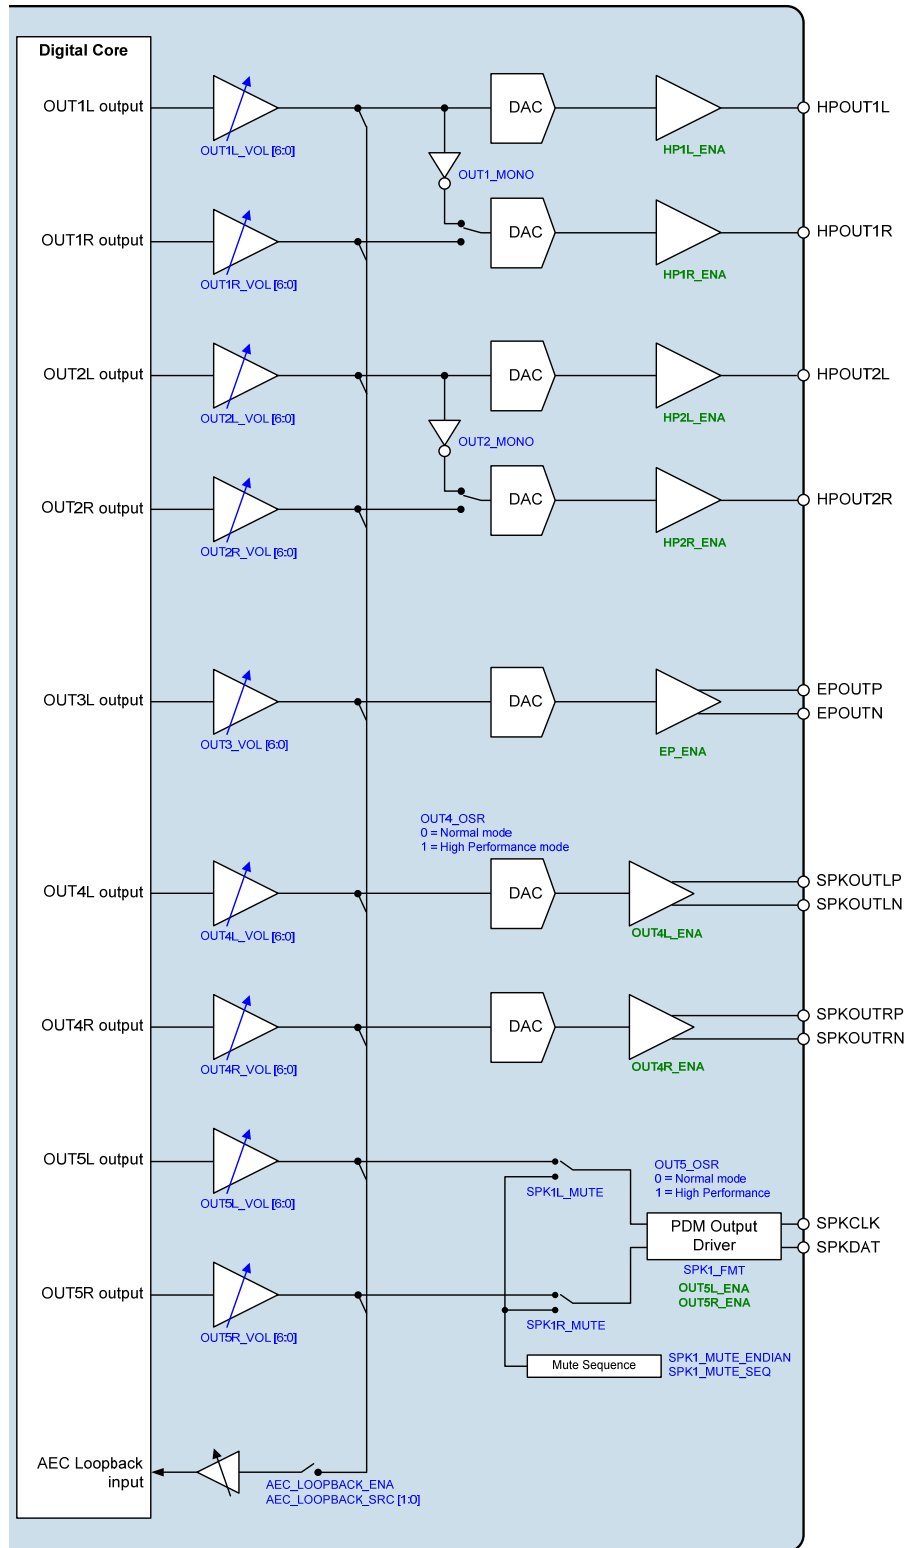 Digital Core
OUT1L output
OUT1L_VOL [6:0]
DAC
HP1L_ENA
HPOUT1L
OUT1_MONO
OUT1R output
OUT1R_VOL [6:0]
DAC
HP1R_ENA
HPOUT1R
OUT2L output
OUT2L_VOL [6:0]
DAC
HP2L_ENA
HPOUT2L
OUT2_MONO
OUT2R output
OUT2R_VOL [6:0]
DAC
HP2R_ENA
HPOUT2R
OUT3L output
OUT3_VOL [6:0]
DAC
EP_ENA
EPOUTP
EPOUTN
OUT4_OSR
0 = Normal mode
1 = High Performance mode
OUT4L output
OUT4L_VOL [6:0]
DAC
OUT4L_ENA
SPKOUTLP
SPKOUTLN
OUT4R output
OUT4R_VOL [6:0]
DAC
OUT4R_ENA
SPKOUTRP
SPKOUTRN
OUT5L output
OUT5L_VOL [6:0]
SPK1L_MUTE
OUT5_OSR
0 = Normal mode
1 = High Performance
PDM Output
Driver
SPKCLK
SPKDAT
SPK1_FMT
OUT5L_ENA
OUT5R_ENA
OUT5R output
OUT5R_VOL [6:0]
SPK1R_MUTE
Mute Sequence
SPK1_MUTE_ENDIAN
SPK1_MUTE_SEQ
AEC Loopback
input
AEC_LOOPBACK_ENA
AEC_LOOPBACK_SRC [1:0]